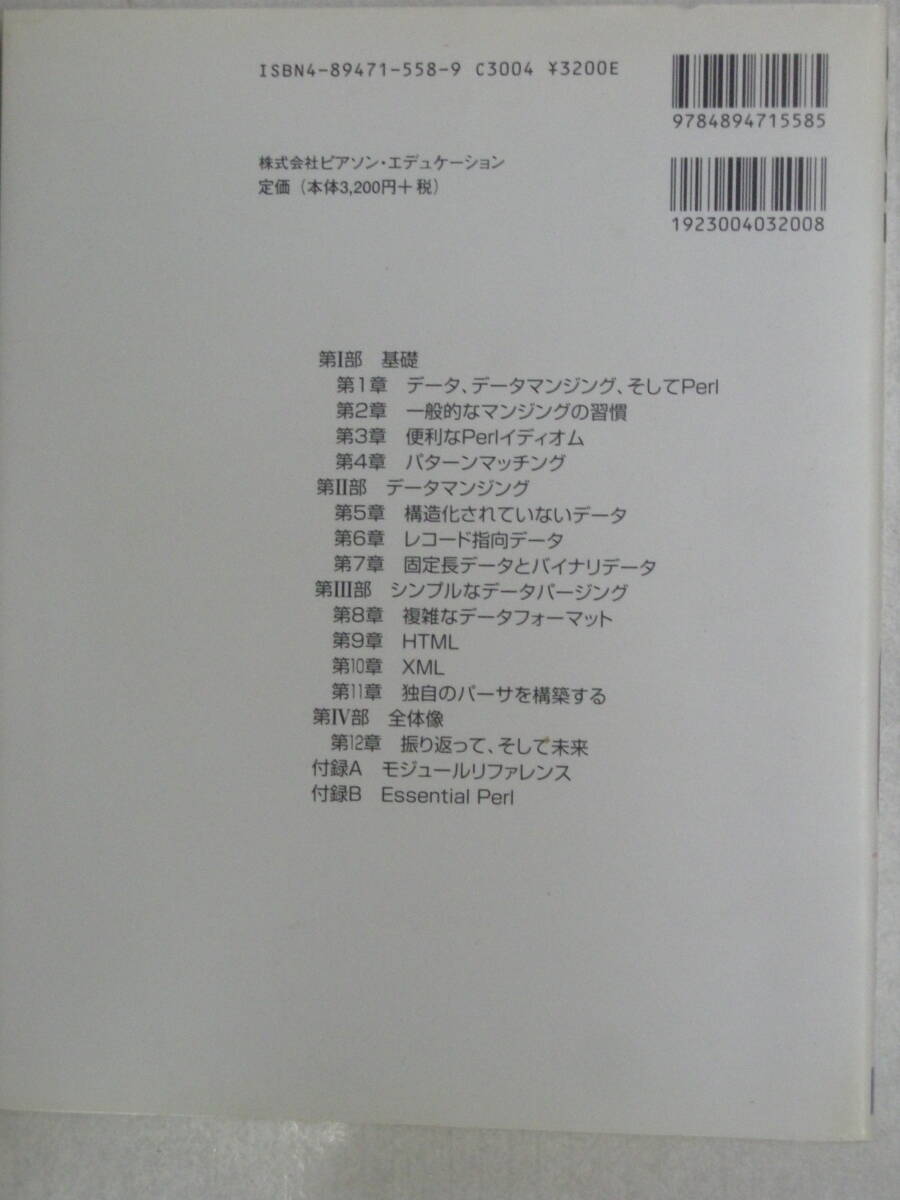 ISBN4-89471-558-9 C3004 ¥3200E
9784894715585
株式会社ピアソン・エデュケーション
定価（本体3,200円＋税）
1923004032008
第Ⅰ部　基礎
第1章　データ、データマンジング、そしてPerl
第2章　一般的なマンジングの習慣
第3章　便利なPerlイディオム
第4章　パターンマッチング
第Ⅱ部　データマンジング
第5章　構造化されていないデータ
第6章　レコード指向データ
第7章　固定長データとバイナリデータ
第Ⅲ部　シンプルなデータパージング
第8章　複雑なデータフォーマット
第9章　HTML
第10章　XML
第11章　独自のパーサを構築する
第Ⅳ部　全体像
第12章　振り返って、そして未来
付録A　モジュールリファレンス
付録B　Essential Perl